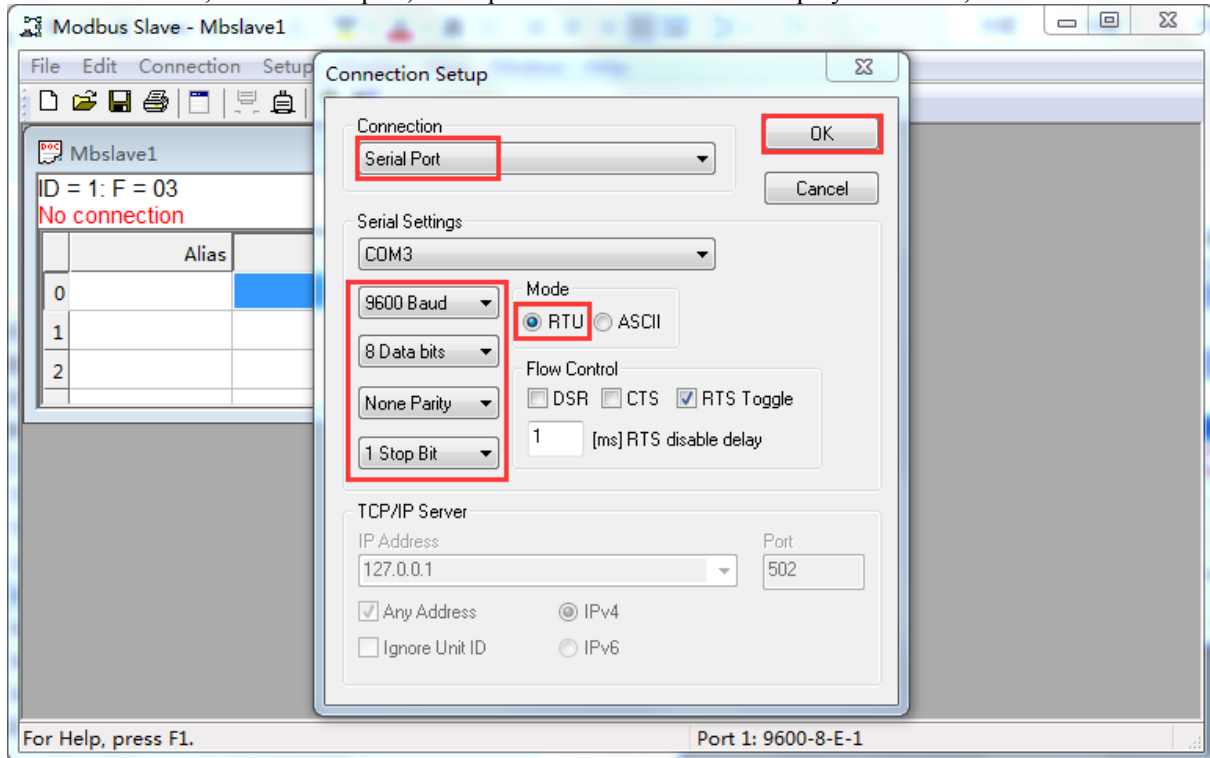 Modbus Slave - Mbslave1
File Edit Connection Setup
Connection Setup
Connection
Serial Port
OK
Cancel
Mbslave1
ID = 1: F = 03
No connection
Alias
0
1
2
Serial Settings
COM3
9600 Baud
8 Data bits
None Parity
1 Stop Bit
Mode
RTU ASCII
Flow Control
DSR CTS RTS Toggle
1 [ms] RTS disable delay
TCP/IP Server
IP Address Port
127.0.0.1 502
Any Address IPv4
Ignore Unit ID IPv6
For Help, press F1. Port 1: 9600-8-E-1